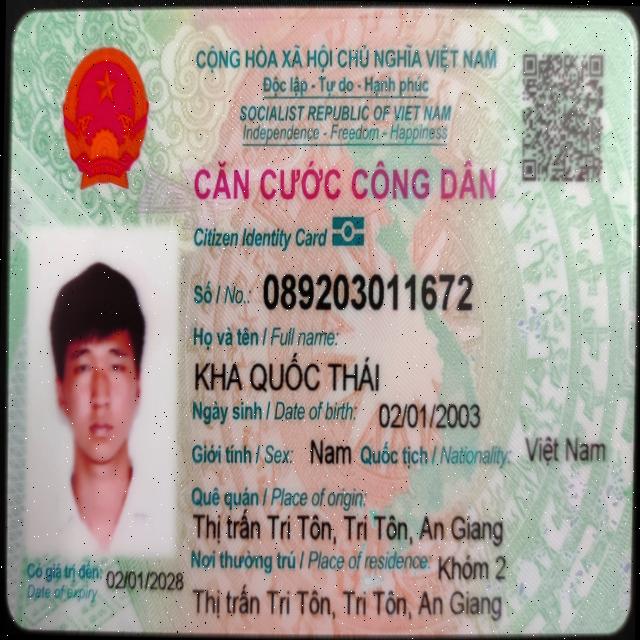 CỘNG HÒA XÃ HỘI CHỦ NGHĨA VIỆT NAM
Độc lập - Tự do - Hạnh phúc
SOCIALIST REPUBLIC OF VIET NAM
Independence - Freedom - Happiness
CĂN CƯỚC CÔNG DÂN
Citizen Identity Card
Số / No.: 089203011672
Họ và tên / Full name:
KHA QUỐC THÁI
Ngày sinh / Date of birth: 02/01/2003
Giới tính / Sex: Nam Quốc tịch / Nationality: Việt Nam
Quê quán / Place of origin:
Thị trấn Tri Tôn, Tri Tôn, An Giang
Nơi thường trú / Place of residence: Khóm 2
Thị trấn Tri Tôn, Tri Tôn, An Giang
Có giá trị đến: 02/01/2028
Date of expiry